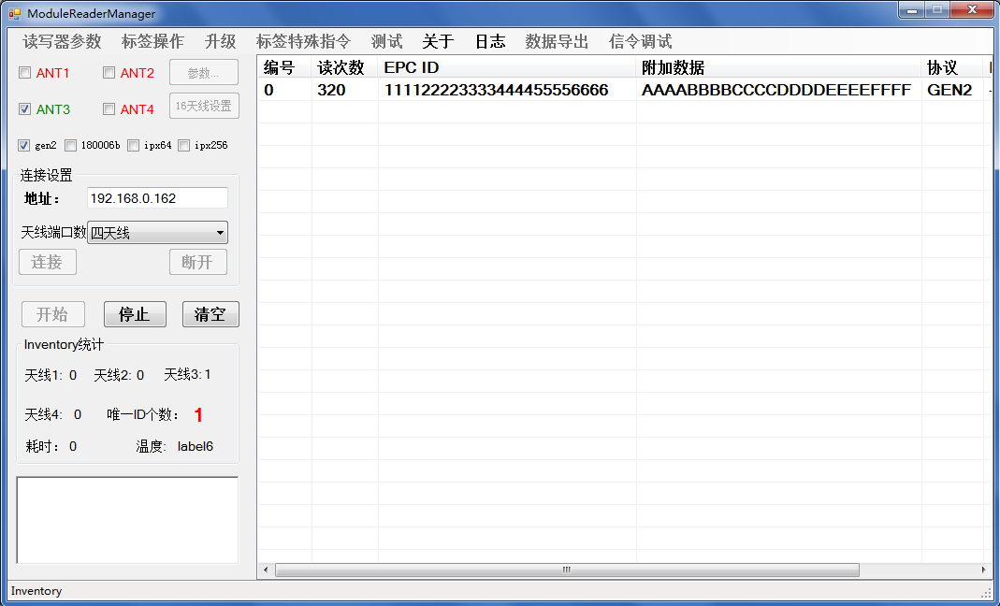 ModuleReaderManager
读写器参数 标签操作 升级 标签特殊指令 测试 关于 日志 数据导出 信令调试
ANT1 ANT2 参数...
ANT3 ANT4 16天线设置
gen2 180006b ipx64 ipx256
连接设置
地址: 192.168.0.162
天线端口数 四天线
连接 断开
开始 停止 清空
Inventory统计
天线1: 0 天线2: 0 天线3: 1
天线4: 0 唯一ID个数: 1
耗时: 0 温度: label6
编号 读次数 EPC ID 附加数据 协议
0 320 111122223333444455556666 AAAABBBBCCCCDDDDEEEEFFFF GEN2
Inventory